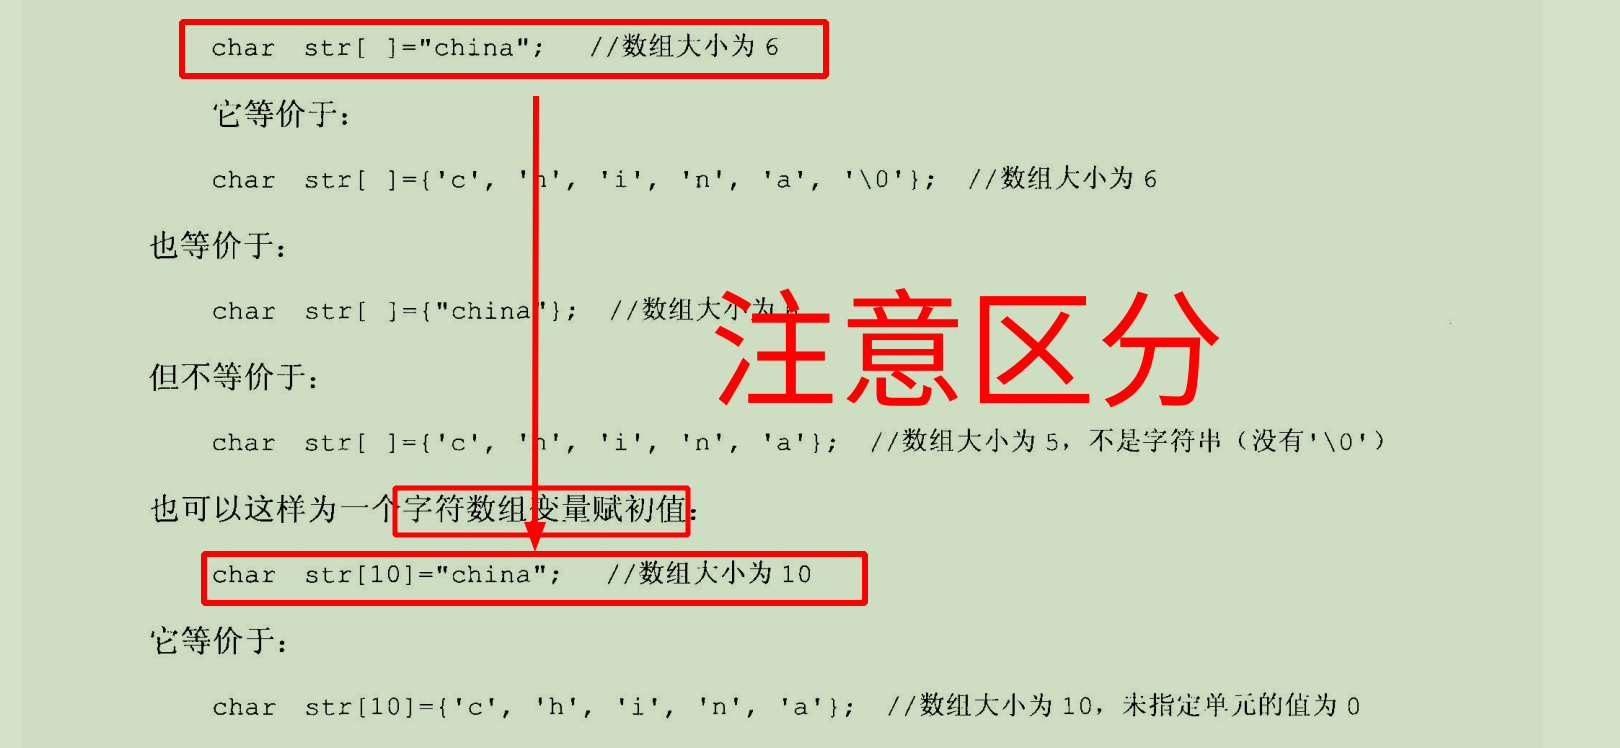 char str[ ]="china"; //数组大小为 6
它等价于：
char str[ ]={'c', 'h', 'i', 'n', 'a', '\0'}; //数组大小为 6
也等价于：
char str[ ]={"china"}; //数组大小为
注意区分
但不等价于：
char str[ ]={'c', 'h', 'i', 'n', 'a'}; //数组大小为 5，不是字符串（没有'\0'）
也可以这样为一个字符数组变量赋初值：
char str[10]="china"; //数组大小为 10
它等价于：
char str[10]={'c', 'h', 'i', 'n', 'a'}; //数组大小为 10，未指定单元的值为 0